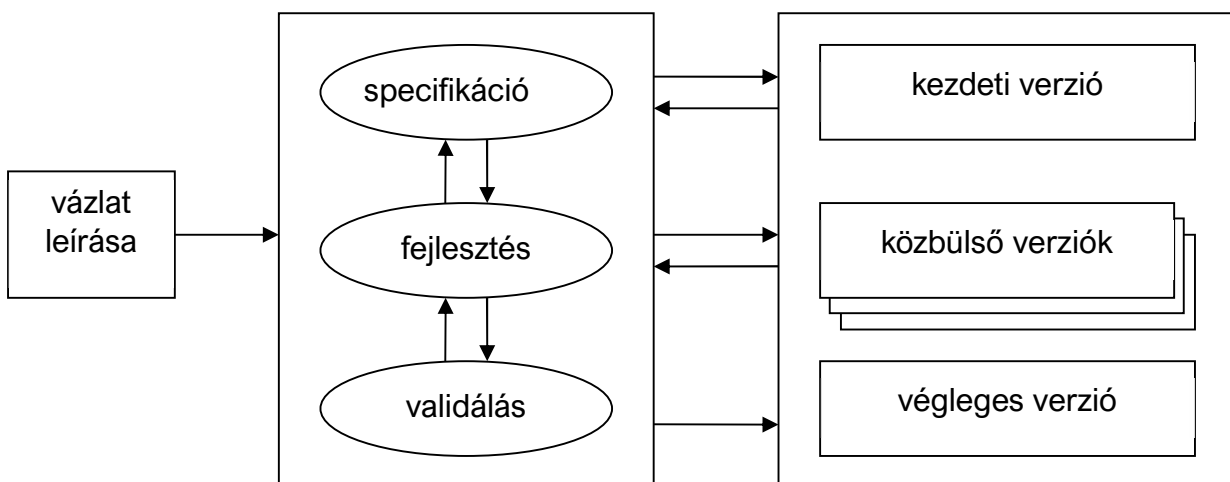 vázlat
leírása
specifikáció
fejlesztés
validálás
kezdeti verzió
közbülső verziók
végleges verzió